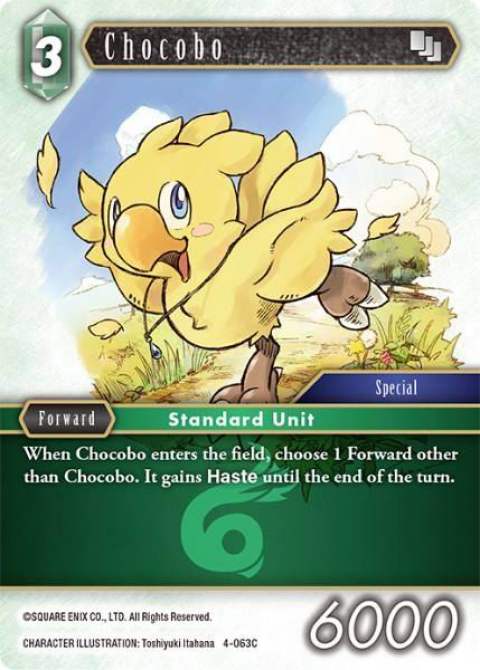 3
Chocobo
Special
Forward
Standard Unit
When Chocobo enters the field, choose 1 Forward other
than Chocobo. It gains Haste until the end of the turn.
©SQUARE ENIX CO., LTD. All Rights Reserved.
CHARACTER ILLUSTRATION: Toshiyuki Itahana 4-063C
6000